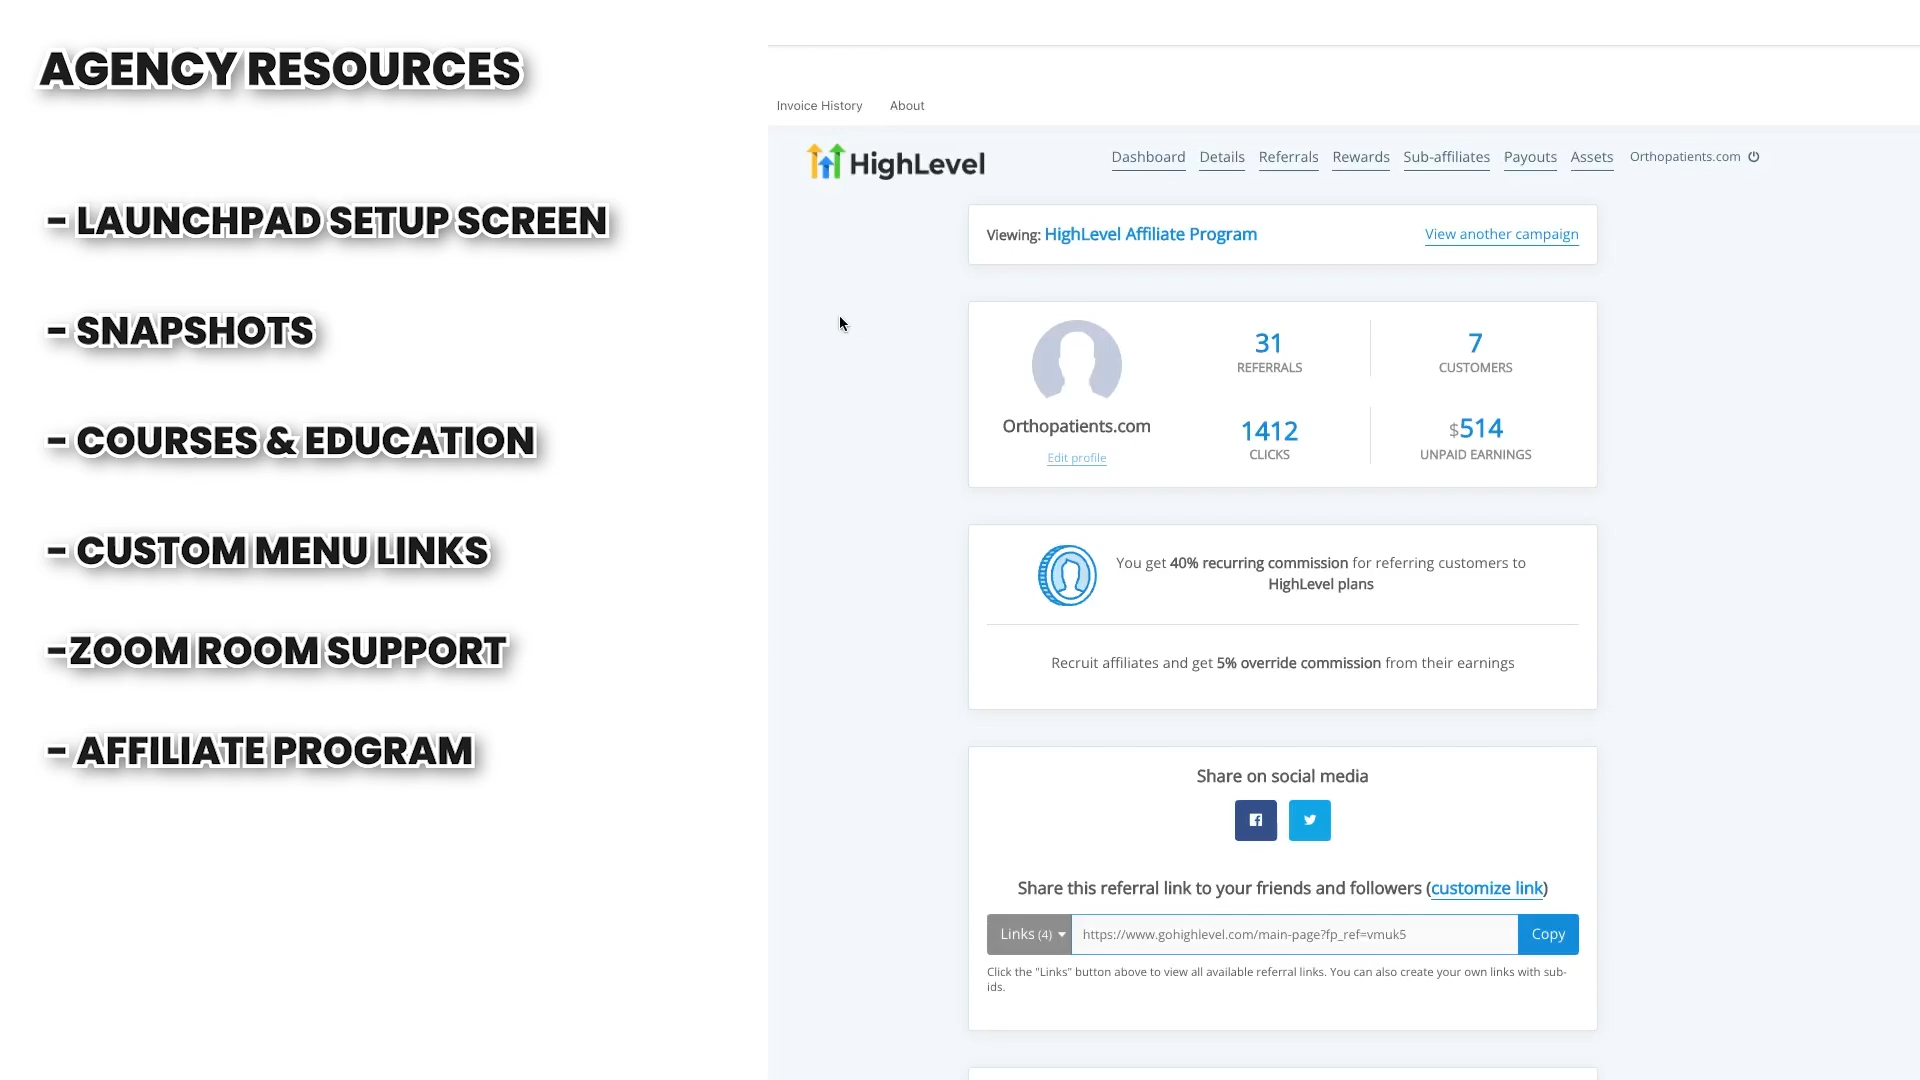 AGENCY RESOURCES
- LAUNCHPAD SETUP SCREEN
- SNAPSHOTS
- COURSES & EDUCATION
- CUSTOM MENU LINKS
-ZOOM ROOM SUPPORT
- AFFILIATE PROGRAM
Invoice History About
HighLevel
Dashboard Details Referrals Rewards Sub-affiliates Payouts Assets Orthopatients.com
Viewing: HighLevel Affiliate Program View another campaign
31 7
REFERRALS CUSTOMERS
Orthopatients.com
Edit profile
1412 $514
CLICKS UNPAID EARNINGS
You get 40% recurring commission for referring customers to
HighLevel plans
Recruit affiliates and get 5% override commission from their earnings
Share on social media
Share this referral link to your friends and followers (customize link)
Links (4) https://www.gohighlevel.com/main-page?fp_ref=vmuk5 Copy
Click the "Links" button above to view all available referral links. You can also create your own links with sub-
ids.